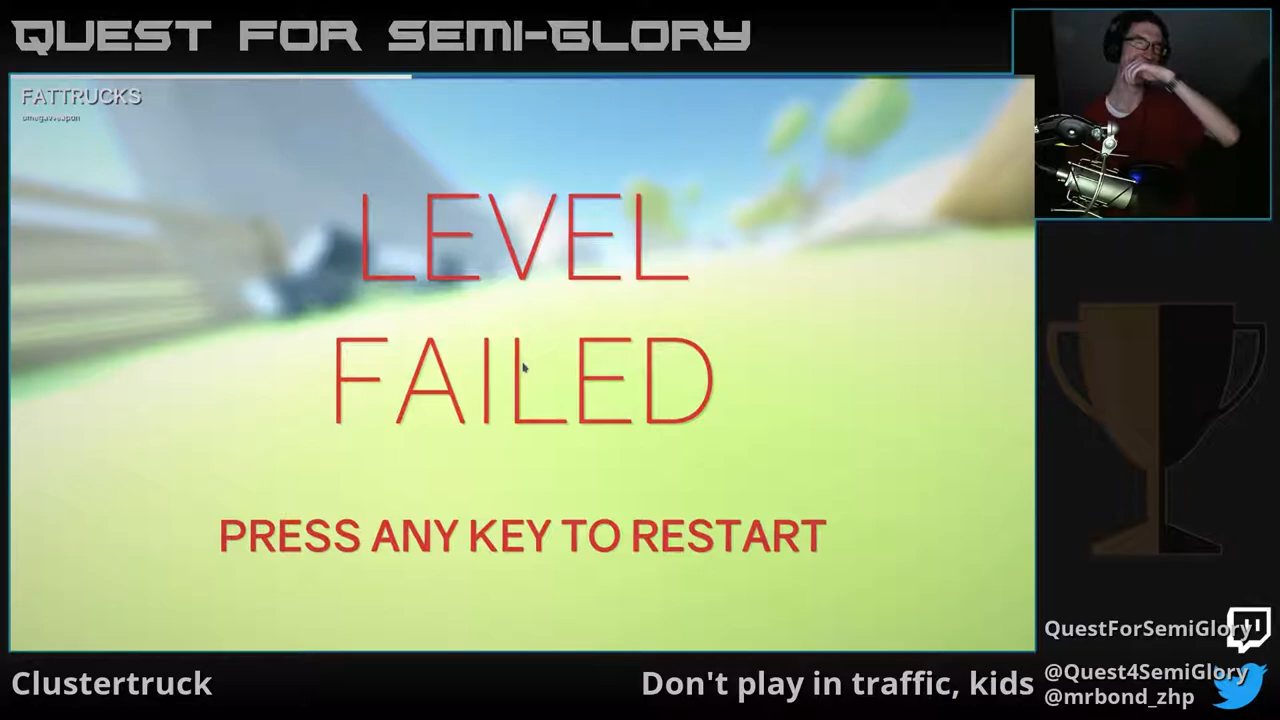 QUEST FOR SEMI-GLORY
FATTRUCKS
omegaweapon
LEVEL
FAILED
PRESS ANY KEY TO RESTART
QuestForSemiGlory
@Quest4SemiGlory
@mrbond_zhp
Clustertruck
Don't play in traffic, kids